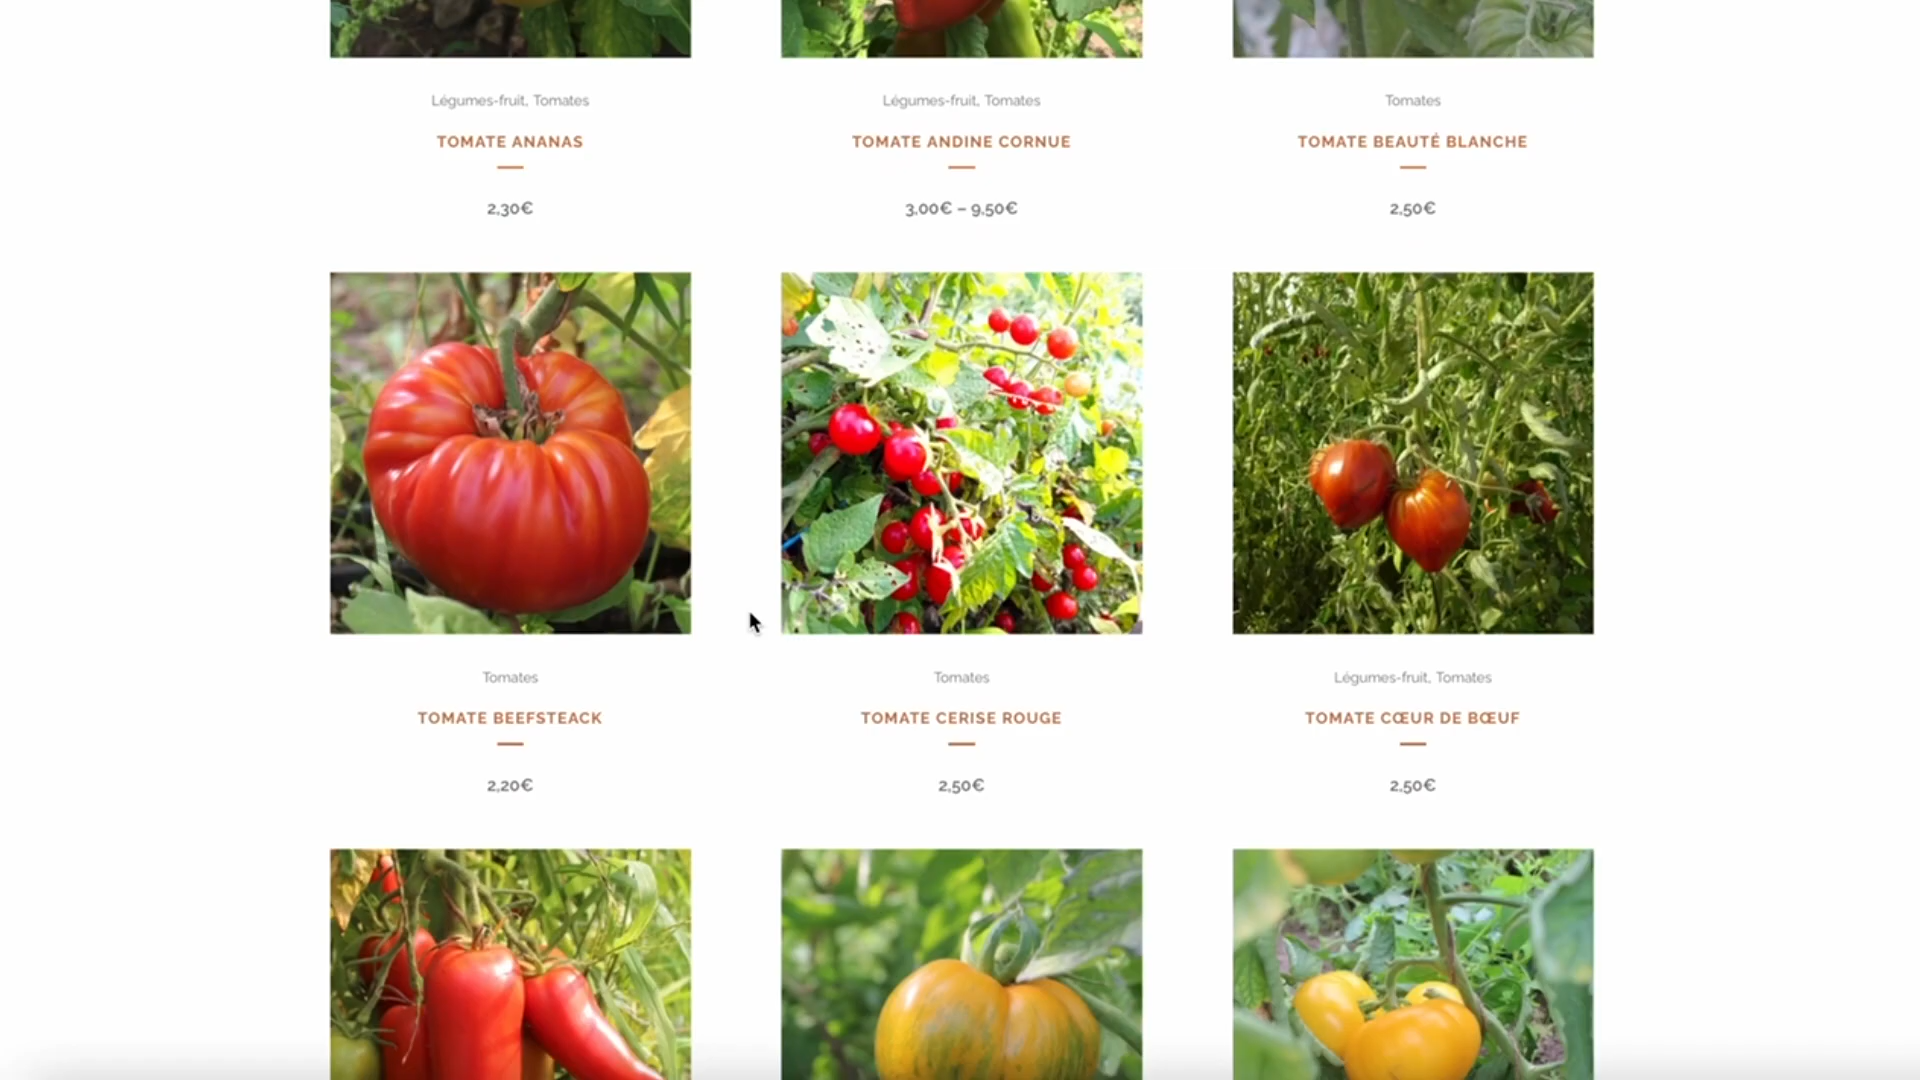 Légumes-fruit, Tomates
TOMATE ANANAS
2,30€
Légumes-fruit, Tomates
TOMATE ANDINE CORNUE
3,00€ – 9,50€
Tomates
TOMATE BEAUTÉ BLANCHE
2,50€
Tomates
TOMATE BEEFSTEACK
2,20€
Tomates
TOMATE CERISE ROUGE
2,50€
Légumes-fruit, Tomates
TOMATE CŒUR DE BŒUF
2,50€